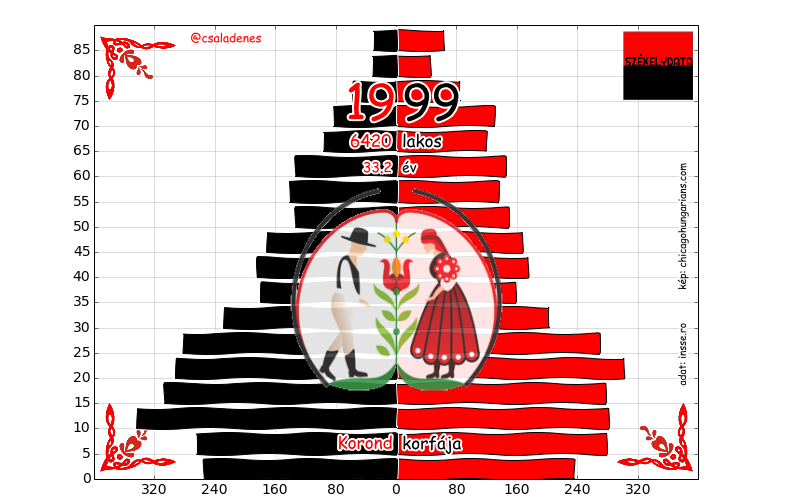 @csaladenes
SZÉKELYDATA
1999
6420 lakos
33.2 év
kép: chicagohungarians.com
adat: insse.ro
Korond korfája
85
80
75
70
65
60
55
50
45
40
35
30
25
20
15
10
5
0
320 240 160 80 0 80 160 240 320